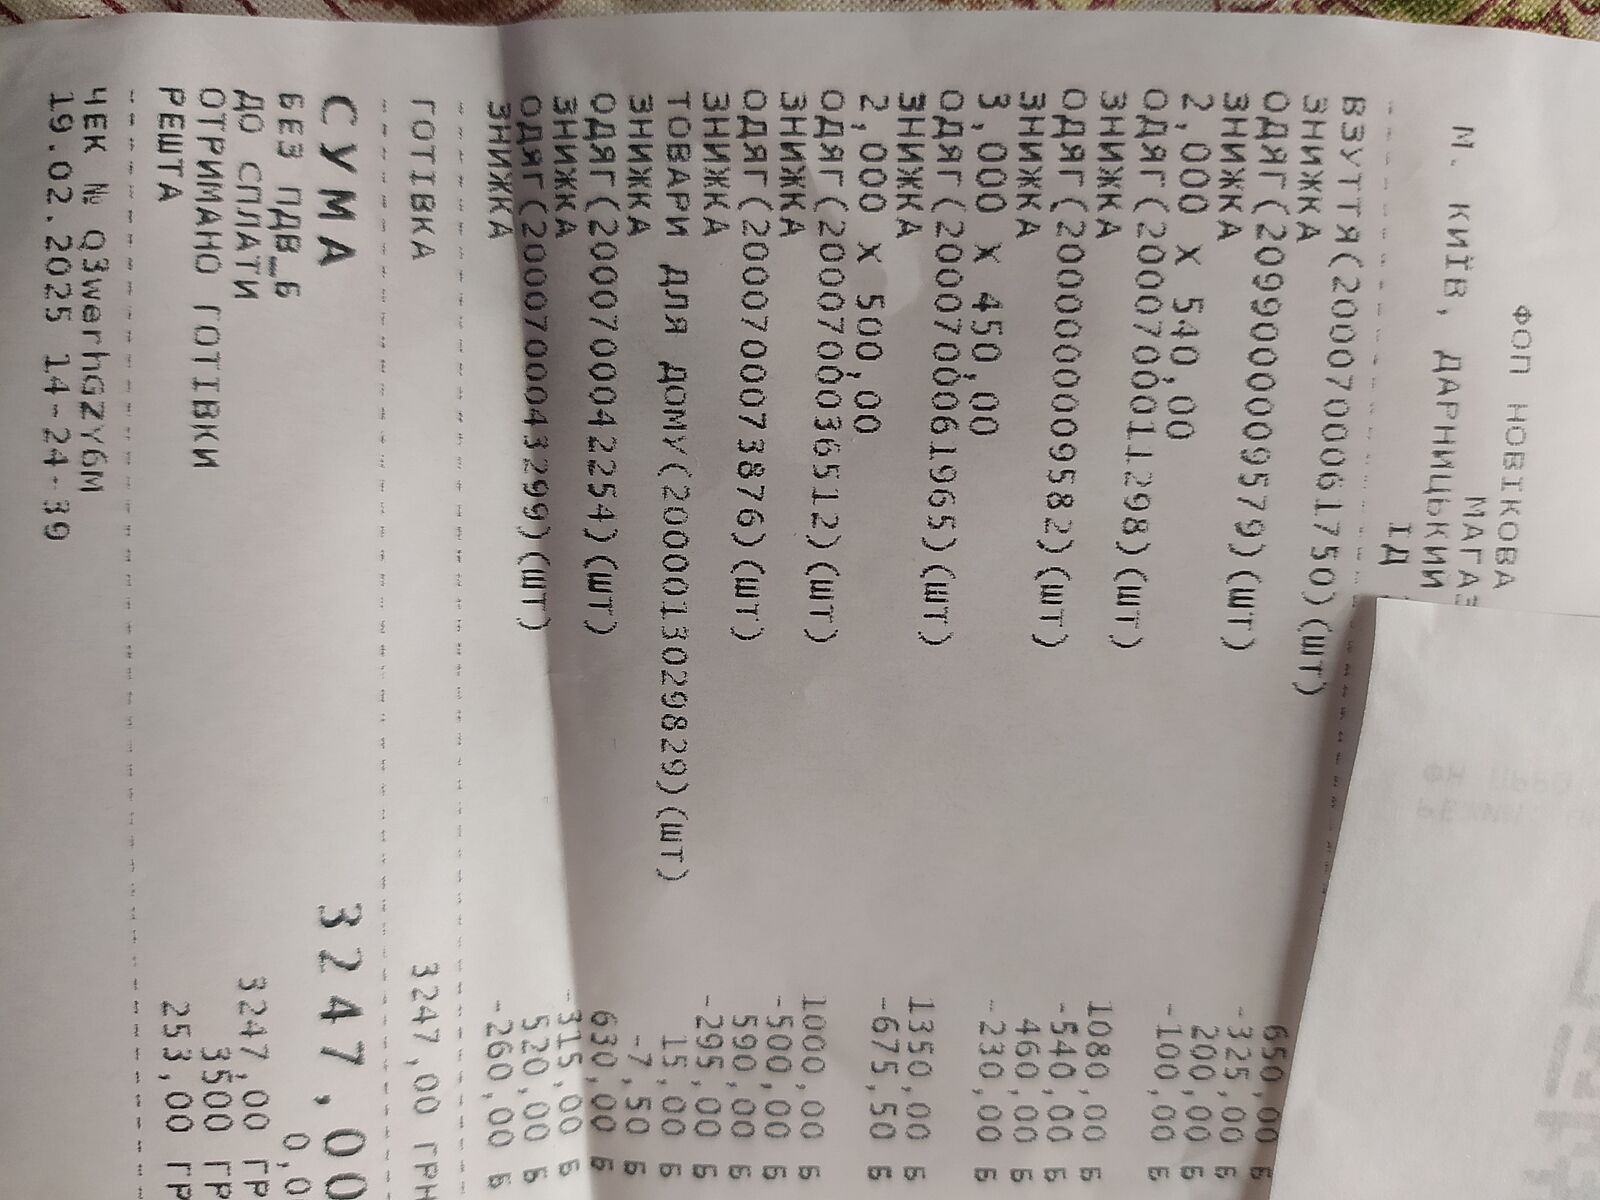 ФОП НОВІКОВА
МАГАЗ
М. КИЇВ, ДАРНИЦЬКИЙ
ІД
ВЗУТТЯ(2000700061750)(шт) 650,00 Б
ЗНИЖКА -325,00 Б
ОДЯГ(2099000009579)(шт) 200,00 Б
ЗНИЖКА -100,00 Б
2,000 X 540,00
ОДЯГ(2000700011298)(шт) 1080,00 Б
ЗНИЖКА -540,00 Б
ОДЯГ(2000000009582)(шт) 460,00 Б
ЗНИЖКА -230,00 Б
3,000 X 450,00
ОДЯГ(2000700061965)(шт) 1350,00 Б
ЗНИЖКА -675,50 Б
2,000 X 500,00
ОДЯГ(2000700036512)(шт) 1000,00 Б
ЗНИЖКА -500,00 Б
ОДЯГ(2000700073876)(шт) 590,00 Б
ЗНИЖКА -295,00 Б
ТОВАРИ ДЛЯ ДОМУ(2000013029829)(шт) 15,00 Б
ЗНИЖКА -7,50 Б
ОДЯГ(2000700042254)(шт) 630,00 Б
ЗНИЖКА -315,00 Б
ОДЯГ(2000700043299)(шт) 520,00 Б
ЗНИЖКА -260,00 Б
ГОТІВКА 3247,00 ГРН
СУМА 3247,00
БЕЗ ПДВ_Б 0,0
ДО СПЛАТИ 3247,00 ГР
ОТРИМАНО ГОТІВКИ 3500 ГР
РЕШТА 253,00 ГР
ЧЕК № Q3werhGZY6M
19.02.2025 14-24-39